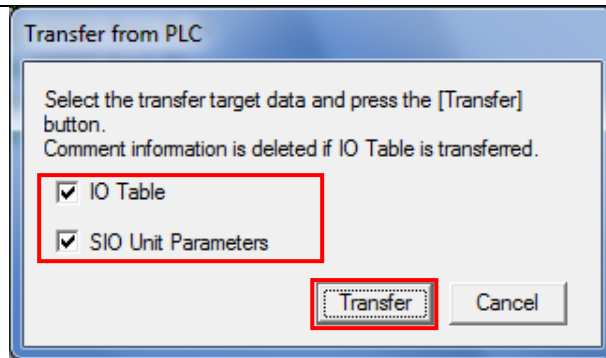 Transfer from PLC
Select the transfer target data and press the [Transfer]
button.
Comment information is deleted if IO Table is transferred.
IO Table
SIO Unit Parameters
Transfer
Cancel